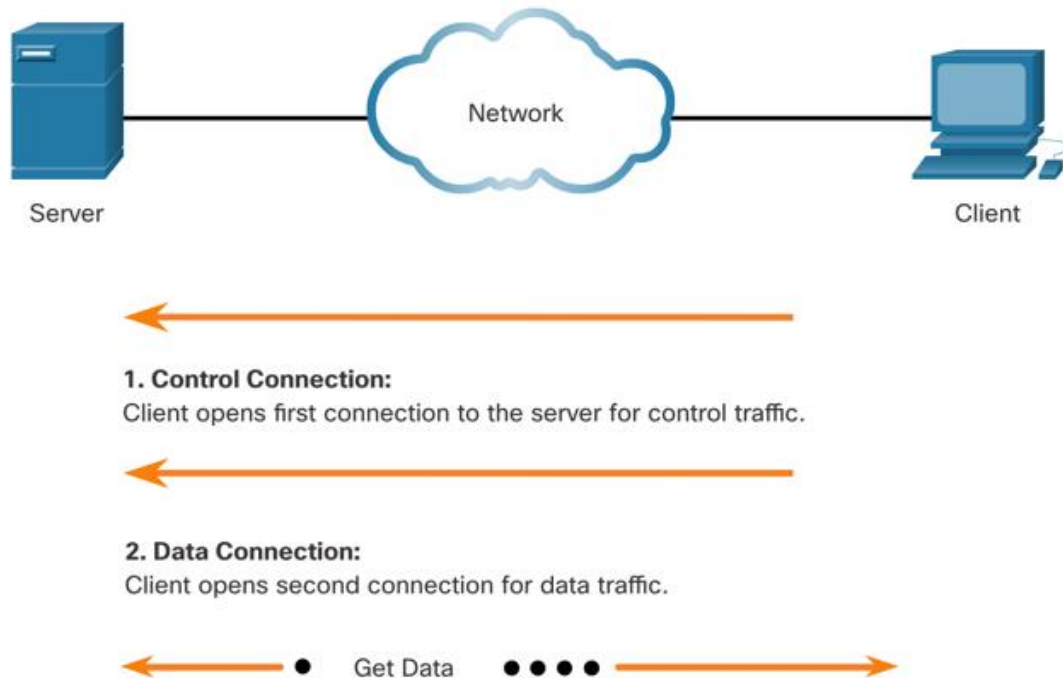 Network
Server
Client
1. Control Connection:
Client opens first connection to the server for control traffic.
2. Data Connection:
Client opens second connection for data traffic.
Get Data